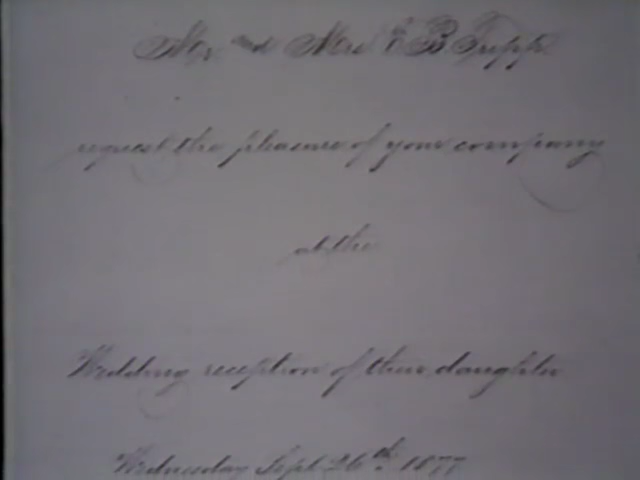 Mr and Mrs E B Tripp
request the pleasure of your company
at the
Wedding reception of their daughter
Wednesday Sept 26th 1877